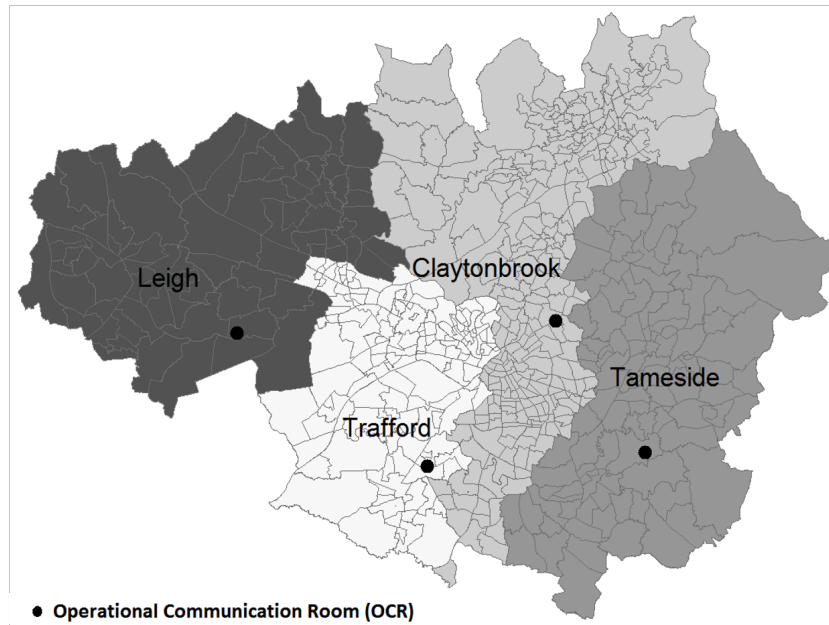 Claytonbrook
Leigh
Tameside
Trafford
Operational Communication Room (OCR)